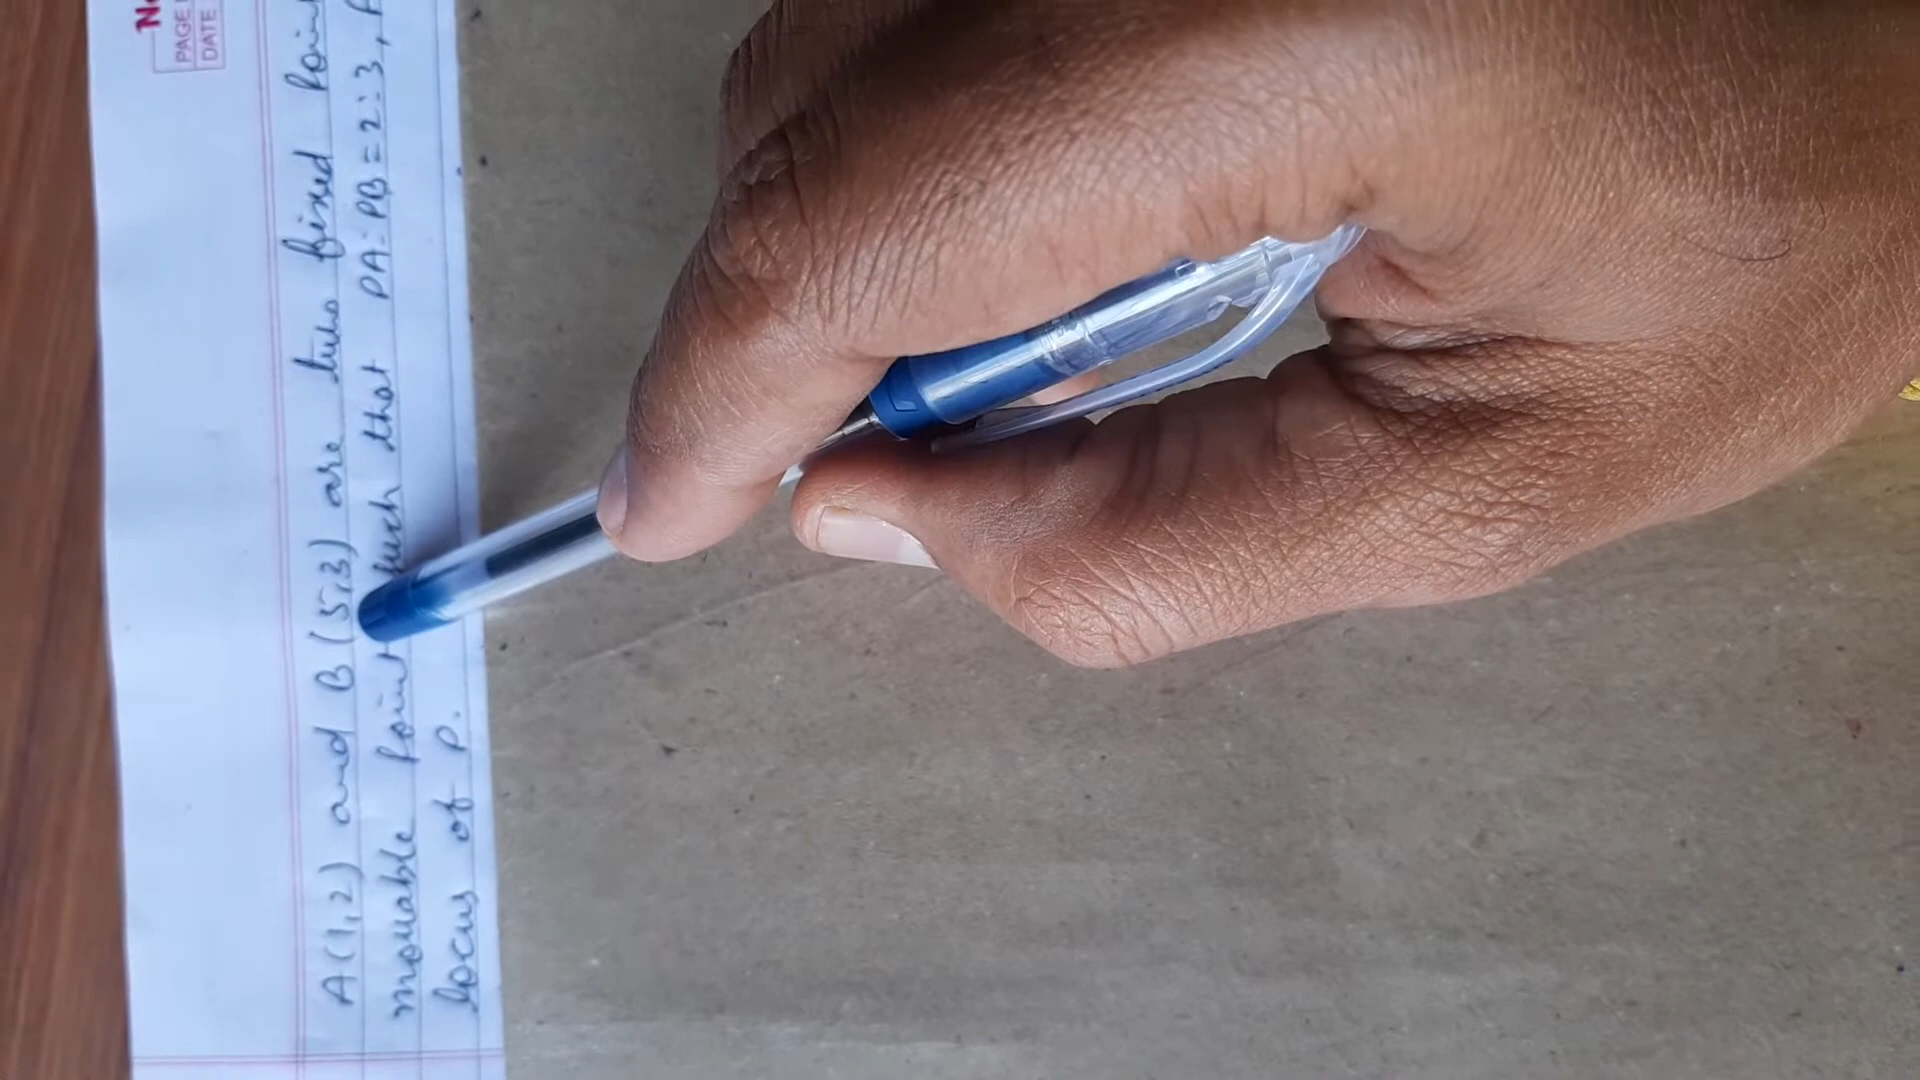 PAGE
DATE
A(1,2) and B(5,3) are two fixed
movable point such that PA:PB=2:3,
locus of P.